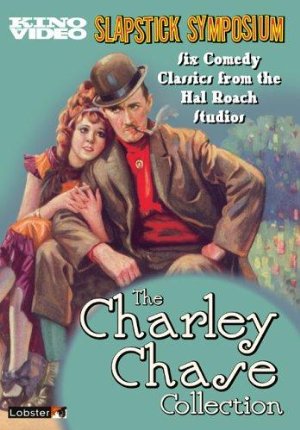 KINO VIDEO
SLAPSTICK SYMPOSIUM
Six Comedy
Classics from the
Hal Roach
Studios
The
Charley
Chase
Collection
Lobster